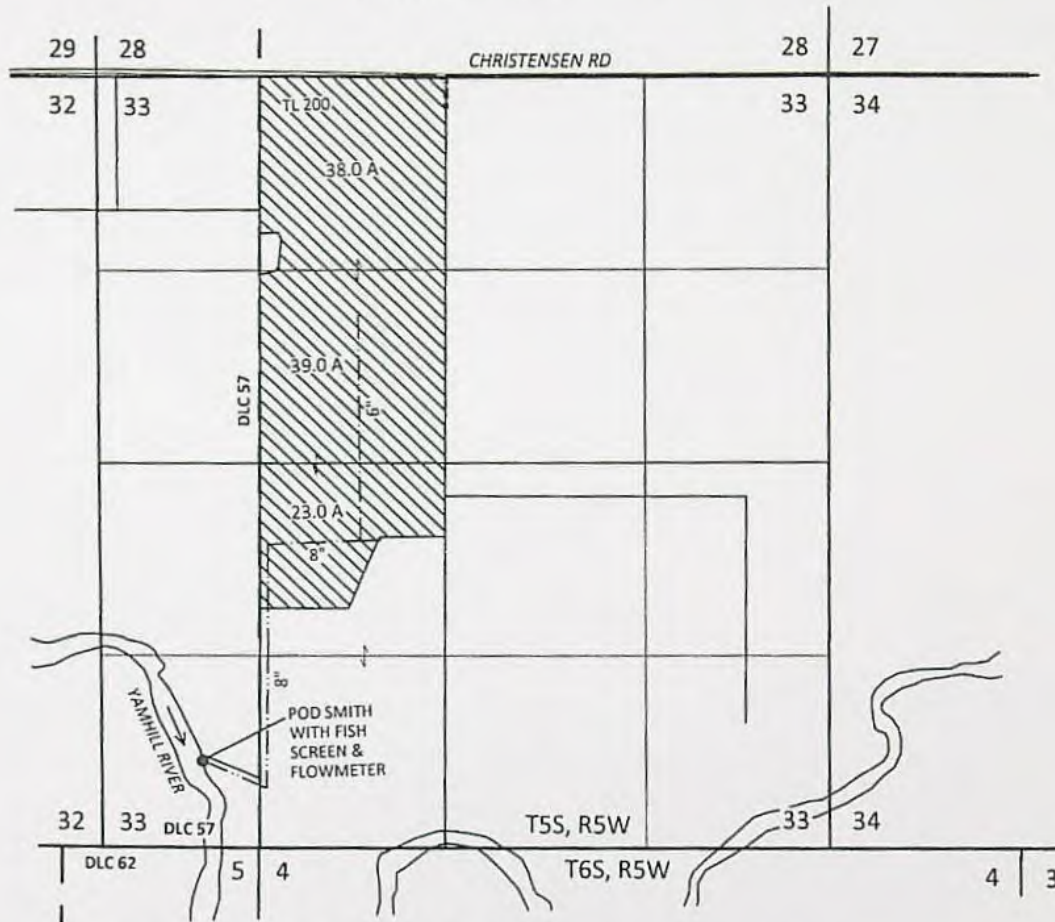 29 28
CHRISTENSEN RD
28 27
32 33
33 34
TL 200
38.0 A
DLC 57
39.0 A
6"
23.0 A
8"
8"
YAMHILL RIVER
POD SMITH
WITH FISH
SCREEN &
FLOWMETER
32 33
DLC 57
T5S, R5W
33 34
DLC 62
5 4
T6S, R5W
4 3